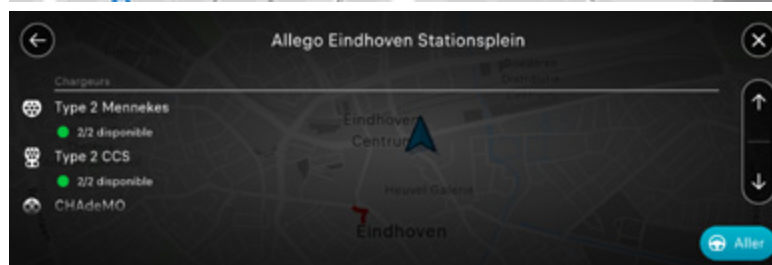 Allego Eindhoven Stationsplein
Chargeurs
Type 2 Mennekes
2/2 disponible
Eindhoven
Centrum
Type 2 CCS
2/2 disponible
Heuvel Galerie
CHAdeMO
Eindhoven
Aller